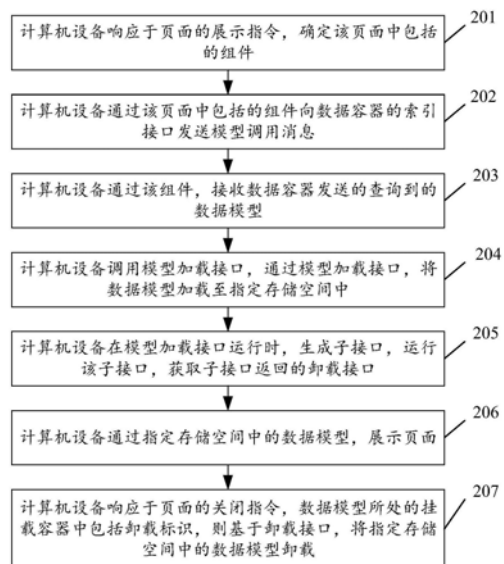 计算机设备响应于页面的展示指令，确定该页面中包括
的组件
201
计算机设备通过该页面中包括的组件向数据容器的索引
接口发送模型调用消息
202
计算机设备通过该组件，接收数据容器发送的查询到的
数据模型
203
计算机设备调用模型加载接口，通过模型加载接口，将
数据模型加载至指定存储空间中
204
计算机设备在模型加载接口运行时，生成子接口，运行
该子接口，获取子接口返回的卸载接口
205
计算机设备通过指定存储空间中的数据模型，展示页面
206
计算机设备响应于页面的关闭指令，数据模型所处的挂
载容器中包括卸载标识，则基于卸载接口，将指定存储
空间中的数据模型卸载
207